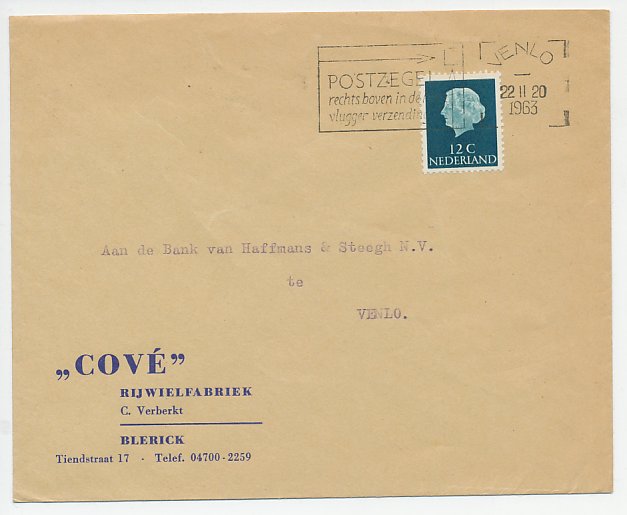 VENLO
POSTZEGEL
rechts boven in de
vlugger verzendi
22 II 20
1963
12 C
NEDERLAND
Aan de Bank van Haffmans & Steegh N.V.
te
VENLO.
„COVÉ”
RIJWIELFABRIEK
C. Verberkt
BLERICK
Tiendstraat 17 · Telef. 04700-2259